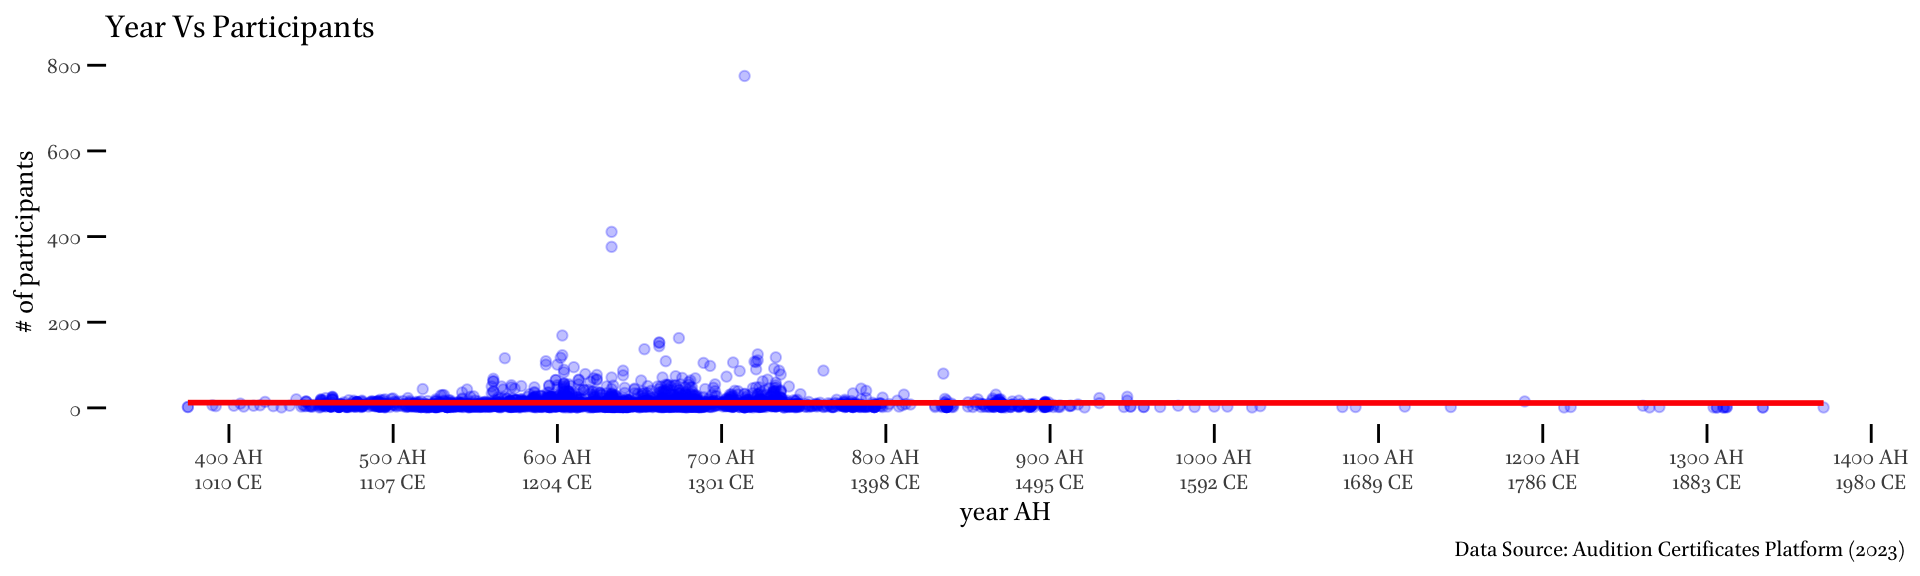 Year Vs Participants
800
600
400
200
0
# of participants
400 AH 500 AH 600 AH 700 AH 800 AH 900 AH 1000 AH 1100 AH 1200 AH 1300 AH 1400 AH
1010 CE 1107 CE 1204 CE 1301 CE 1398 CE 1495 CE 1592 CE 1689 CE 1786 CE 1883 CE 1980 CE
year AH
Data Source: Audition Certificates Platform (2023)